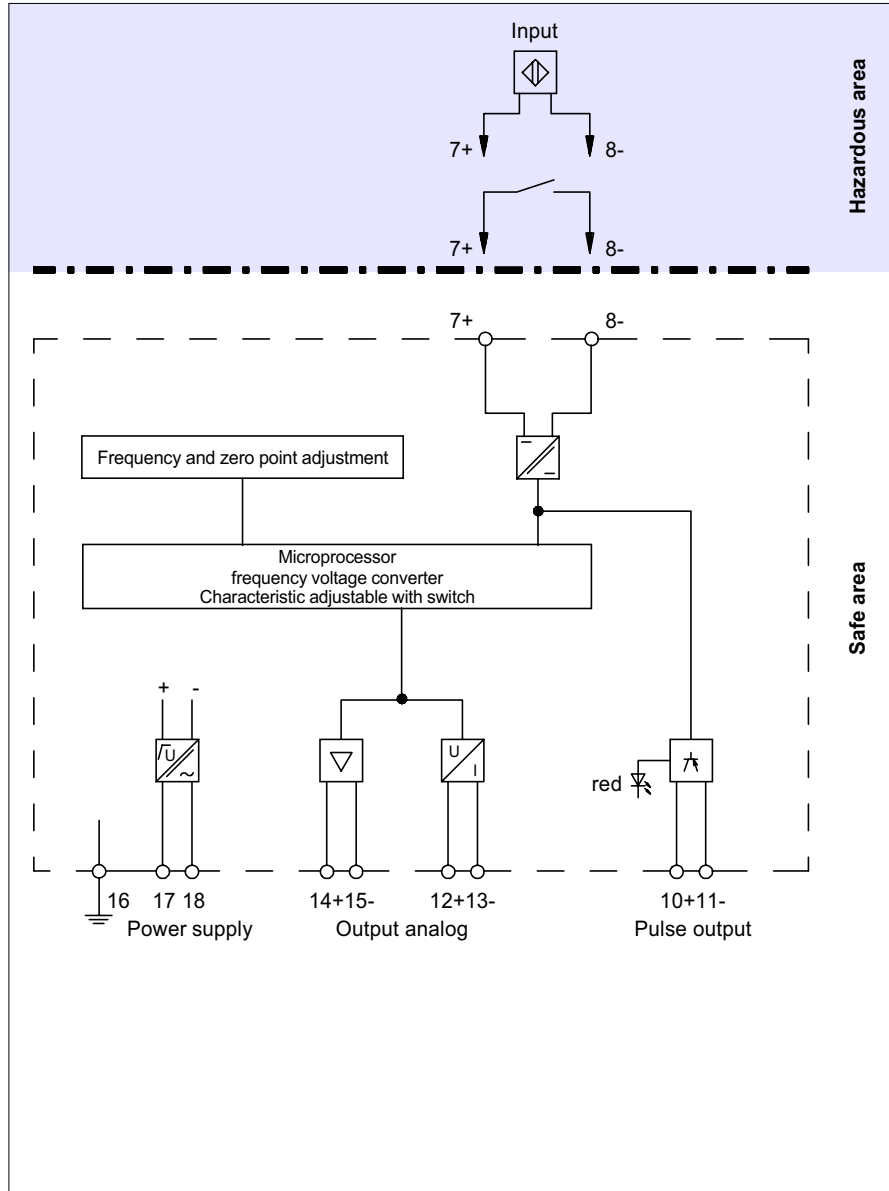 Input
Hazardous area
7+ 8-
7+ 8-
7+ 8-
Frequency and zero point adjustment
Microprocessor
frequency voltage converter
Characteristic adjustable with switch
Safe area
+ -
U
U
I
red
16 17 18 14+15- 12+13- 10+11-
Power supply Output analog Pulse output